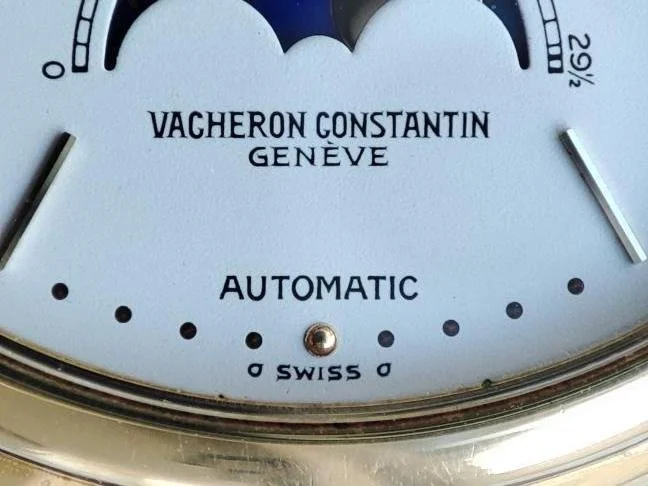 0
29½
VACHERON CONSTANTIN
GENÈVE
AUTOMATIC
σ SWISS σ